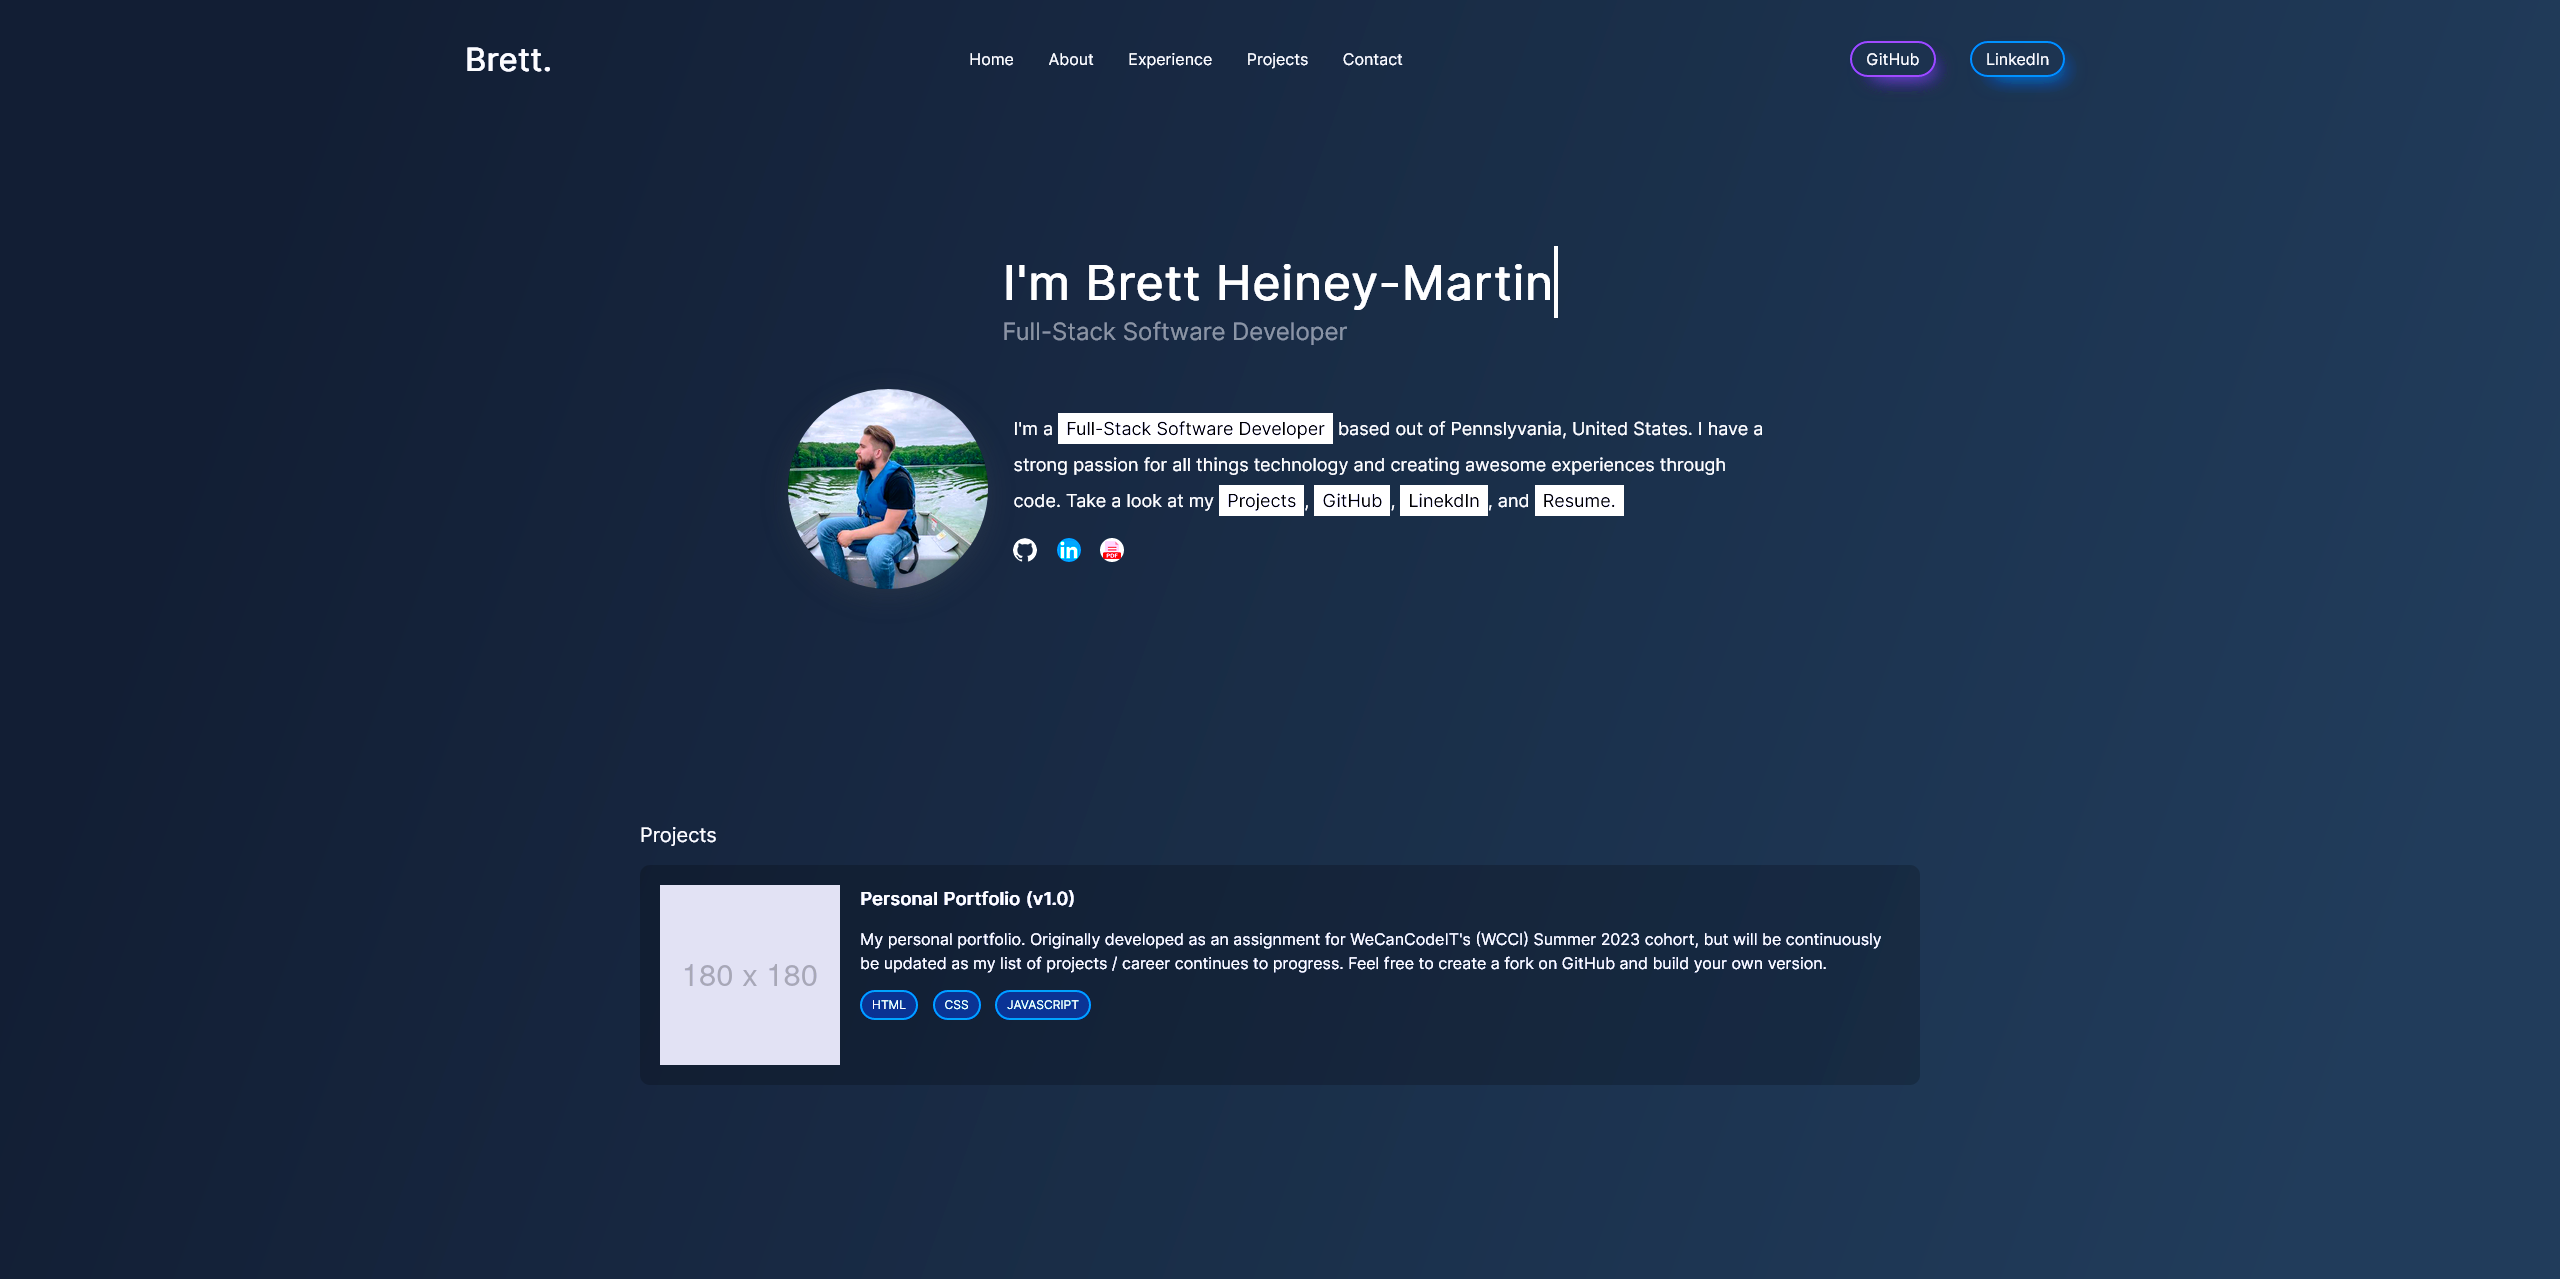 Brett.
Home About Experience Projects Contact
GitHub LinkedIn
I'm Brett Heiney-Martin
Full-Stack Software Developer
I'm a Full-Stack Software Developer based out of Pennslyvania, United States. I have a
strong passion for all things technology and creating awesome experiences through
code. Take a look at my Projects, GitHub, LinekdIn, and Resume.
in PDF
Projects
180 x 180
Personal Portfolio (v1.0)
My personal portfolio. Originally developed as an assignment for WeCanCodeIT's (WCCI) Summer 2023 cohort, but will be continuously
be updated as my list of projects / career continues to progress. Feel free to create a fork on GitHub and build your own version.
HTML CSS JAVASCRIPT